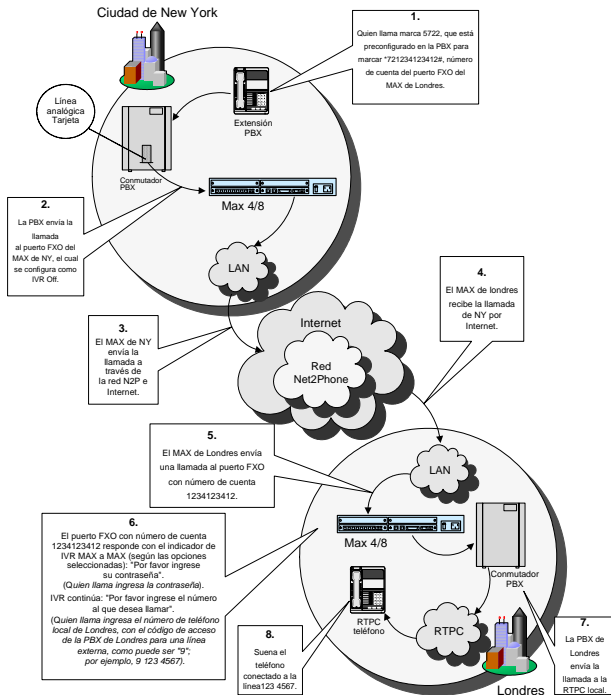 Ciudad de New York
1.
Quien llama marca 5722, que está
preconfigurado en la PBX para
marcar *721234123412#, número
de cuenta del puerto FXO del
MAX de Londres.
Línea
analógica
Tarjeta
Extensión
PBX
Conmutador
PBX
Max 4/8
2.
La PBX envía la
llamada
al puerto FXO del
MAX de NY, el cual
se configura como
IVR Off.
LAN
3.
El MAX de NY
envía la
llamada a
través de
la red N2P e
Internet.
Internet
Red
Net2Phone
4.
El MAX de londres
recibe la llamada
de NY por
Internet.
5.
El MAX de Londres envía
una llamada al puerto FXO
con número de cuenta
1234123412.
LAN
Max 4/8
6.
El puerto FXO con número de cuenta
1234123412 responde con el indicador de
IVR MAX a MAX (según las opciones
seleccionadas): "Por favor ingrese
su contraseña".
(Quien llama ingresa la contraseña).
IVR continúa: "Por favor ingrese el número
al que desea llamar".
(Quien llama ingresa el número de teléfono
local de Londres, con el código de acceso
de la PBX de Londres para una línea
externa, como puede ser "9";
por ejemplo, 9 123 4567).
Conmutador
PBX
RTPC
teléfono
RTPC
7.
La PBX de
Londres
envía la
llamada a la
RTPC local.
8.
Suena el
teléfono
conectado a la
línea123 4567.
Londres